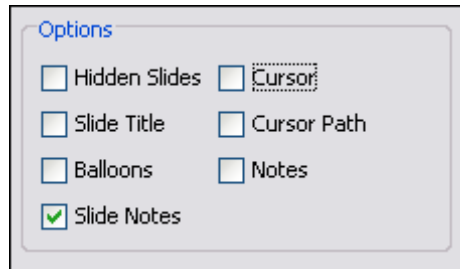 Options
Hidden Slides Cursor
Slide Title Cursor Path
Balloons Notes
Slide Notes